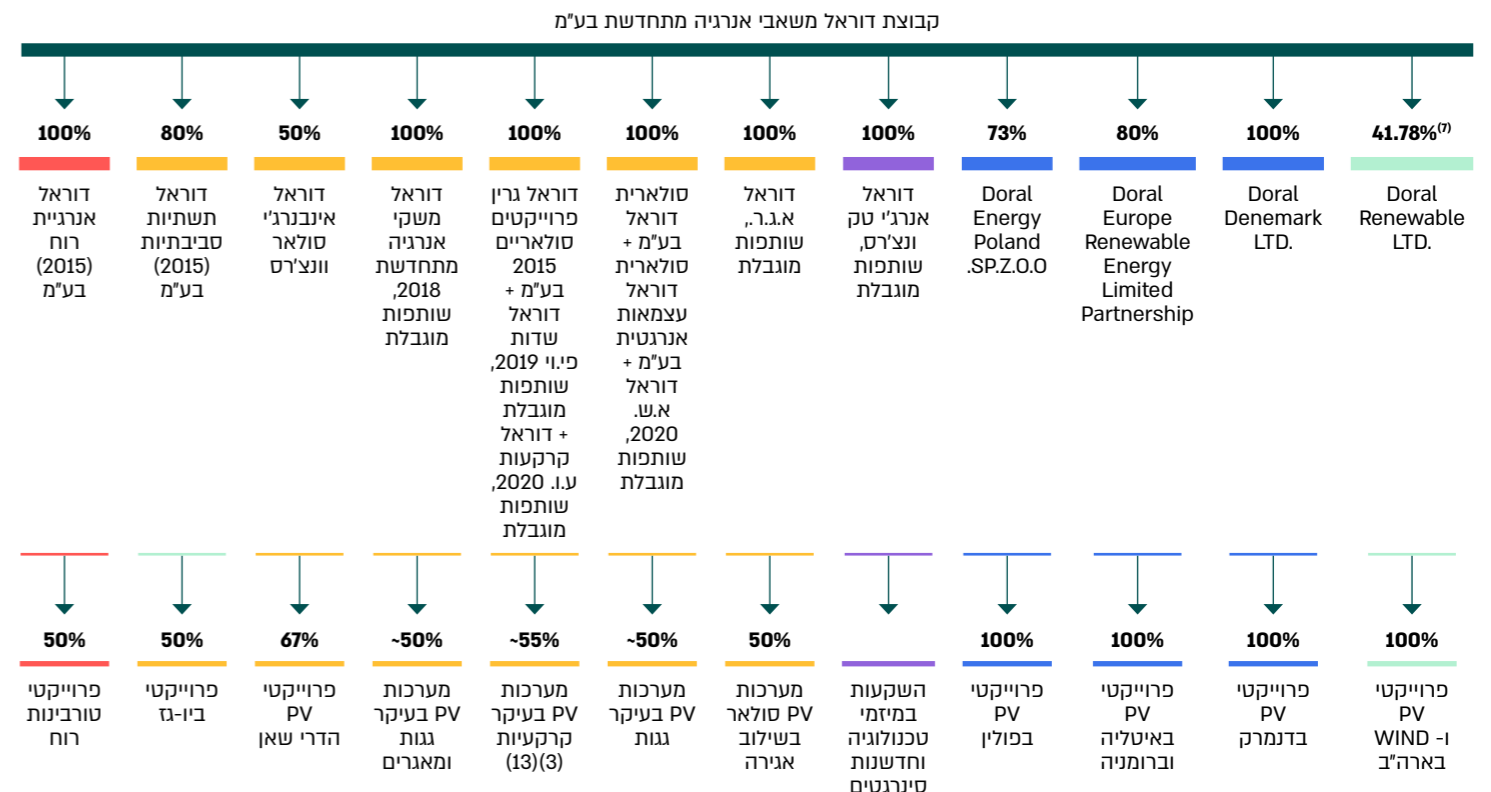 קבוצת דוראל משאבי אנרגיה מתחדשת בע"מ
100%
80%
50%
100%
100%
100%
100%
100%
73%
80%
100%
41.78%(7)
דוראל
אנרגיית
רוח
(2015)
בע"מ
דוראל
תשתיות
סביבתיות
(2015)
בע"מ
דוראל
אינבנרג'י
סולאר
וונצ'רס
דוראל
משקי
אנרגיה
מתחדשת
2018,
שותפות
מוגבלת
דוראל גרין
פרוייקטים
סולאריים
2015
בע"מ +
דוראל
שדות
פי.וי 2019,
שותפות
מוגבלת
+ דוראל
קרקעות
ע.ו. 2020,
שותפות
מוגבלת
סולארית
דוראל
בע"מ +
סולארית
דוראל
עצמאות
אנרגטית
בע"מ +
דוראל
א.ש.
2020,
שותפות
מוגבלת
דוראל
א.ג.ר.,
שותפות
מוגבלת
דוראל
אנרג'י טק
ונצ'רס,
שותפות
מוגבלת
Doral
Energy
Poland
.SP.Z.O.O
Doral
Europe
Renewable
Energy
Limited
Partnership
Doral
Denemark
LTD.
Doral
Renewable
LTD.
50%
50%
67%
~50%
~55%
~50%
50%
100%
100%
100%
100%
פרוייקטי
טורבינות
רוח
פרוייקטי
ביו-גז
פרוייקטי
PV
הדרי שאן
מערכות
PV בעיקר
גגות
ומאגרים
מערכות
PV בעיקר
קרקעיות
(3)(13)
מערכות
PV בעיקר
גגות
מערכות
PV סולאר
בשילוב
אגירה
השקעות
במיזמי
טכנולוגיה
וחדשנות
סינרגטים
פרוייקטי
PV
בפולין
פרוייקטי
PV
באיטליה
וברומניה
פרוייקטי
PV
בדנמרק
פרוייקטי
PV
ו- WIND
בארה"ב